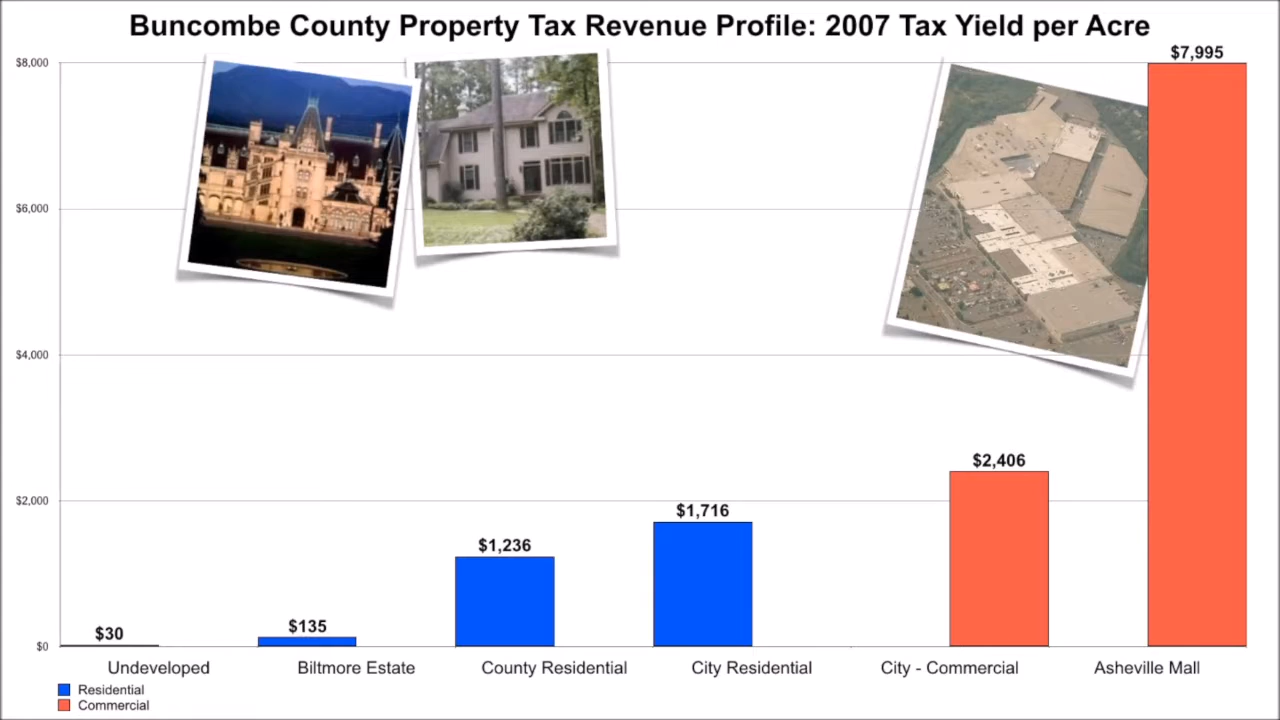 Buncombe County Property Tax Revenue Profile: 2007 Tax Yield per Acre
$8,000
$7,995
$6,000
$4,000
$2,406
$2,000
$1,716
$1,236
$135
$30
$0
Undeveloped Biltmore Estate County Residential City Residential City - Commercial Asheville Mall
Residential
Commercial